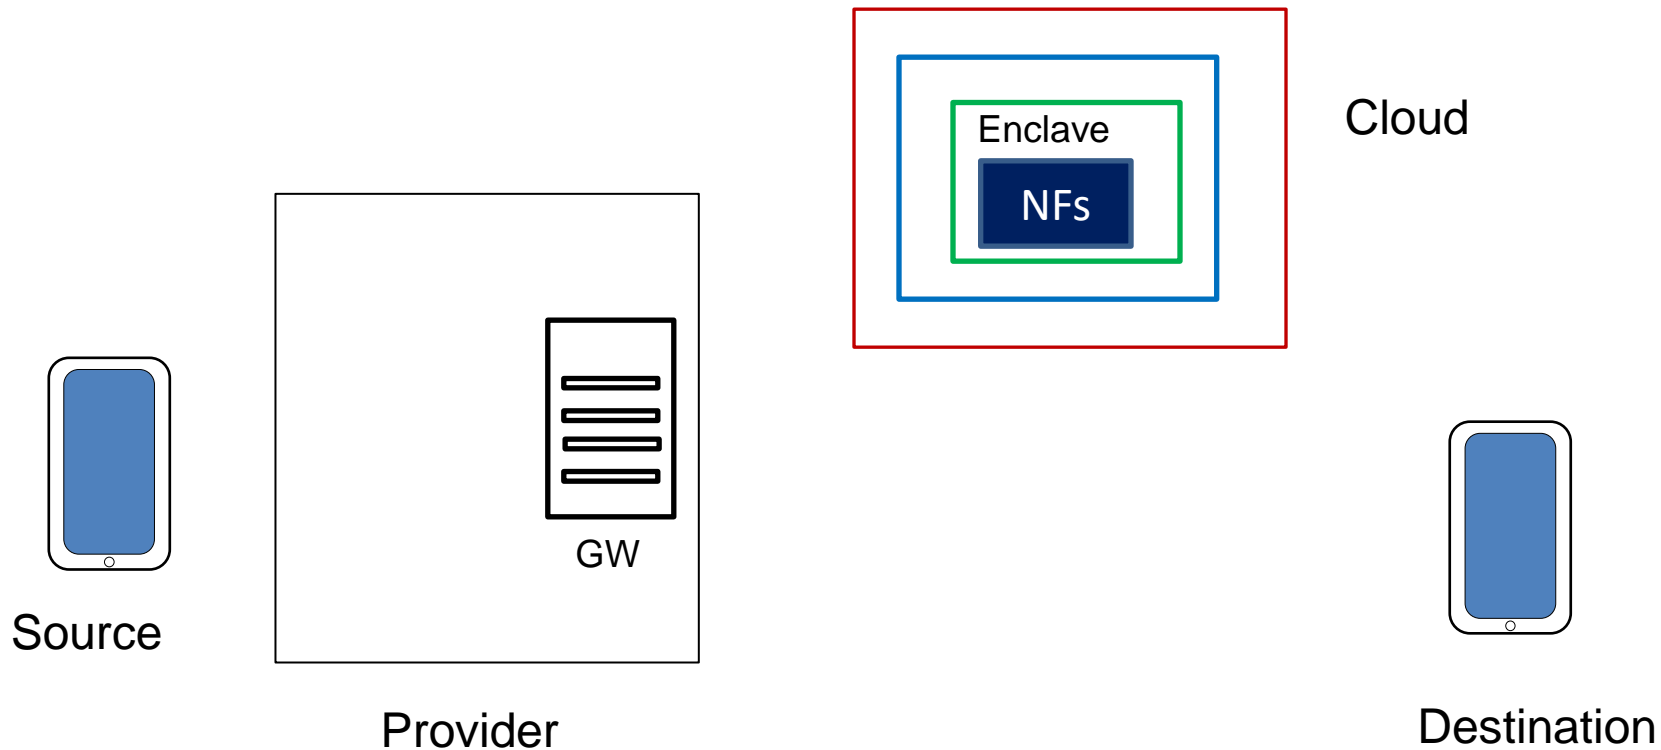 Cloud
Enclave
NFs
GW
Source
Provider
Destination